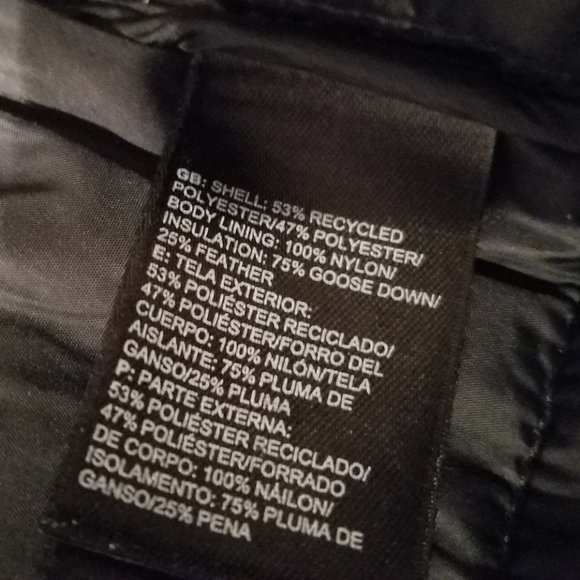 GB: SHELL: 53% RECYCLED
POLYESTER/47% POLYESTER/
BODY LINING: 100% NYLON/
INSULATION: 75% GOOSE DOWN/
25% FEATHER
E: TELA EXTERIOR:
53% POLIÉSTER RECICLADO/
47% POLIÉSTER/FORRO DEL
CUERPO: 100% NILÓN/TELA
AISLANTE: 75% PLUMA DE
GANSO/25% PLUMA
P: PARTE EXTERNA:
53% POLIÉSTER RECICLADO/
47% POLIÉSTER/FORRADO
DE CORPO: 100% NÁILON/
ISOLAMENTO: 75% PLUMA DE
GANSO/25% PENA